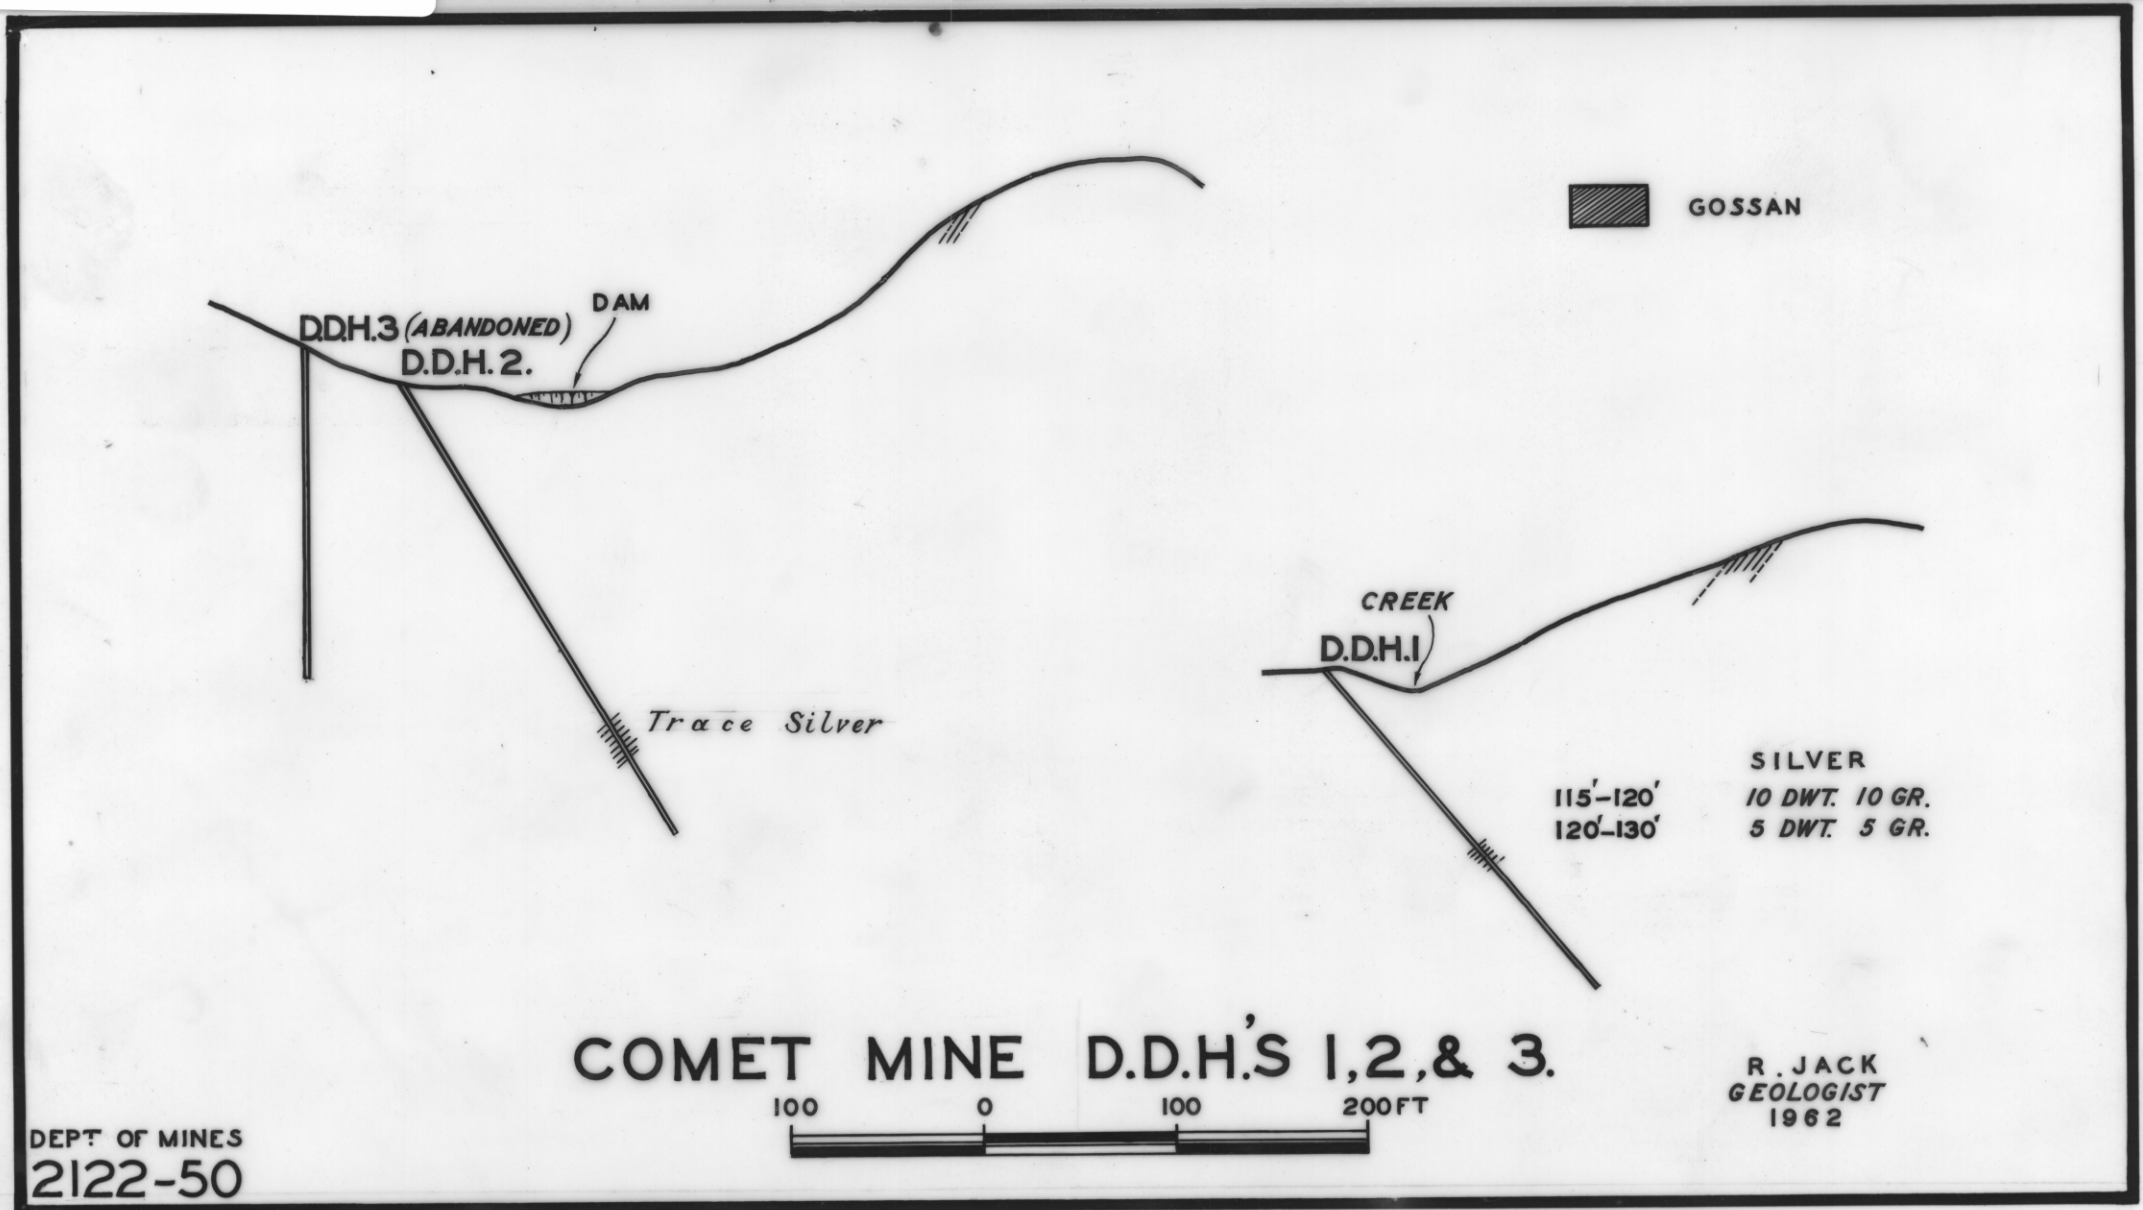 GOSSAN
DAM
D.D.H.3 (ABANDONED)
D.D.H. 2.
CREEK
D.D.H.1
Trace Silver
SILVER
115'-120' 10 DWT. 10 GR.
120'-130' 5 DWT. 5 GR.
COMET MINE D.D.H.'S 1,2,& 3.
100 0 100 200 FT
R. JACK
GEOLOGIST
1962
DEPT OF MINES
2122-50